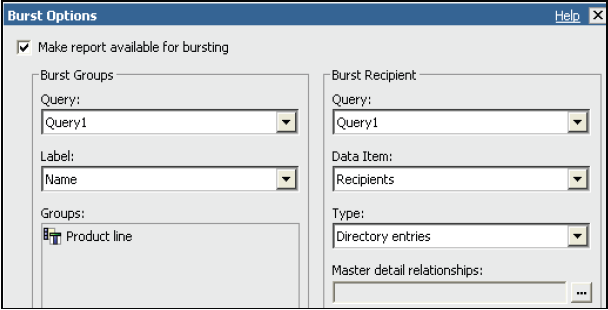 Burst Options Help
Make report available for bursting
Burst Groups
Query:
Query1
Label:
Name
Groups:
Product line
Burst Recipient
Query:
Query1
Data Item:
Recipients
Type:
Directory entries
Master detail relationships:
...